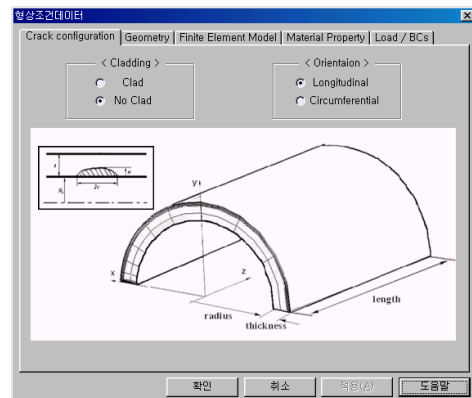 형상조건데이터
Crack configuration Geometry Finite Element Model Material Property Load / BCs
< Cladding >
Clad
No Clad
< Orientaion >
Longitudinal
Circumferential
t
a
2c
y
x
z
radius
thickness
length
확인 취소 적용(A) 도움말